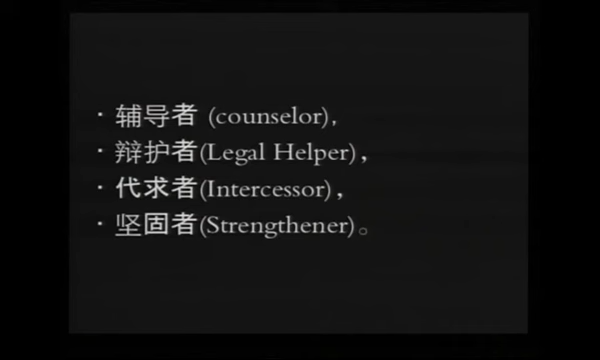 · 辅导者 (counselor),
· 辩护者(Legal Helper),
· 代求者(Intercessor),
· 坚固者(Strengthener)。